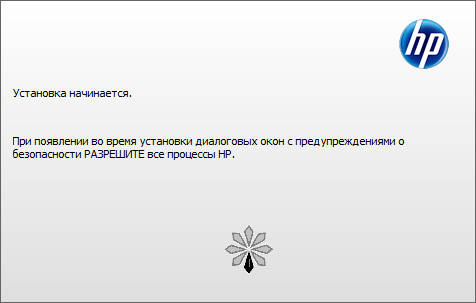 hp
Установка начинается.
При появлении во время установки диалоговых окон с предупреждениями о
безопасности РАЗРЕШИТЕ все процессы HP.